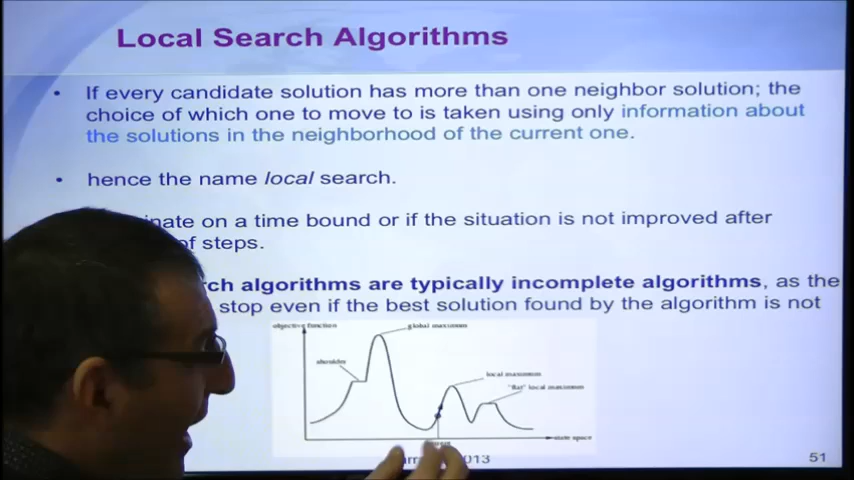 Local Search Algorithms
• If every candidate solution has more than one neighbor solution; the
choice of which one to move to is taken using only information about
the solutions in the neighborhood of the current one.
• hence the name local search.
on a time bound or if the situation is not improved after
of steps.
algorithms are typically incomplete algorithms, as the
stop even if the best solution found by the algorithm is not
objective function
global maximum
shoulder
local maximum
"flat" local maximum
state space
013
51